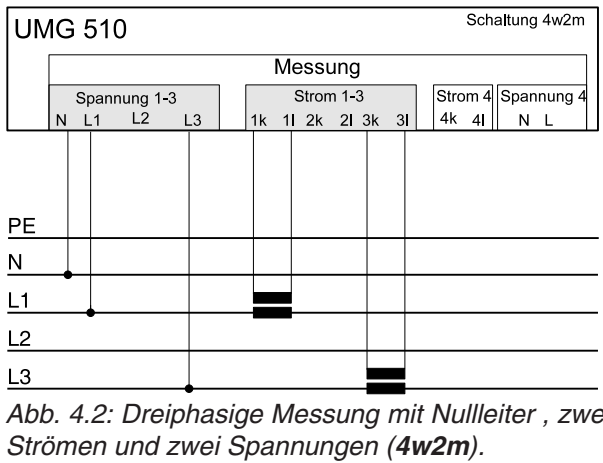 UMG 510 Schaltung 4w2m
Messung
Spannung 1-3 Strom 1-3 Strom 4 Spannung 4
N L1 L2 L3 1k 1l 2k 2l 3k 3l 4k 4l N L
PE
N
L1
L2
L3
Abb. 4.2: Dreiphasige Messung mit Nullleiter , zwe
Strömen und zwei Spannungen (4w2m).